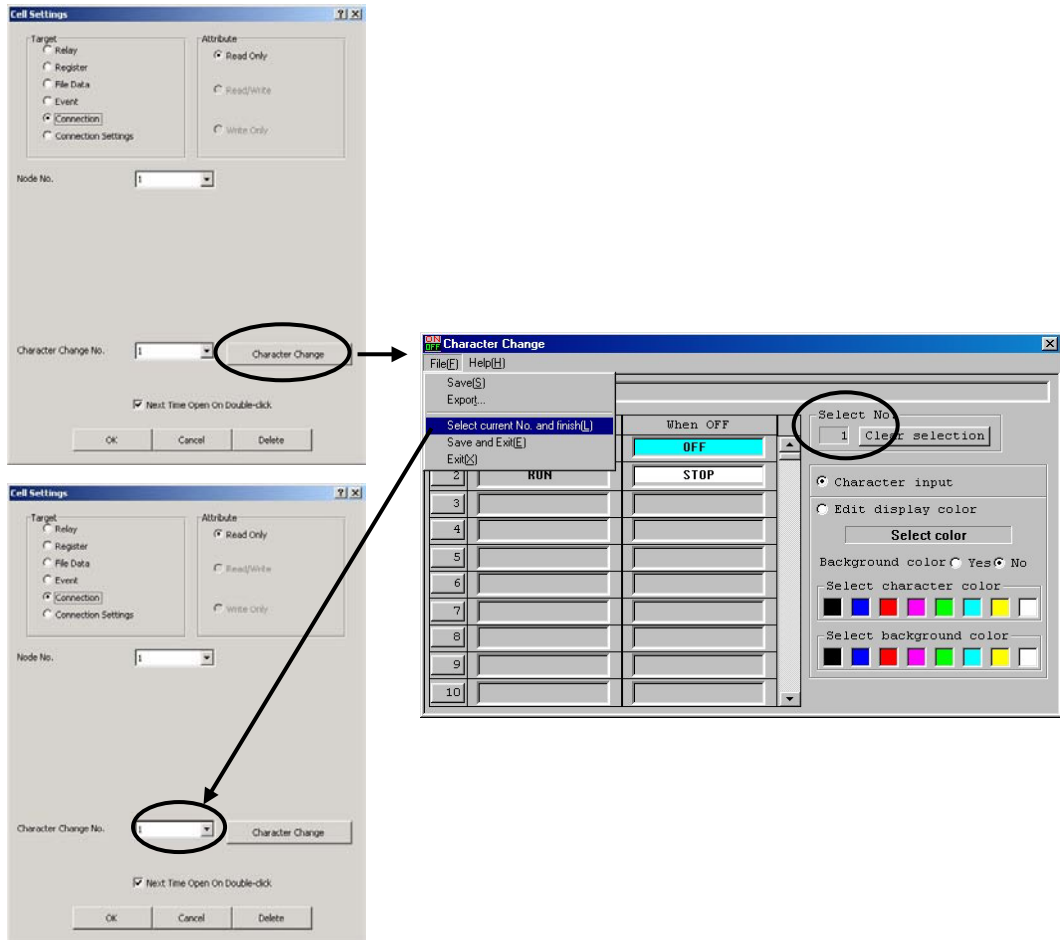 Cell Settings
Target
Relay
Register
File Data
Event
Connection
Connection Settings
Attribute
Read Only
Read/Write
Write Only
Node No.
1
Character Change No.
1
Character Change
Next Time Open On Double-click
OK
Cancel
Delete
ON
OFF
Character Change
File(F) Help(H)
Save(S)
Export...
Select current No. and finish(L)
Save and Exit(E)
Exit(X)
When OFF
OFF
2 RUN STOP
3
4
5
6
7
8
9
10
Select No.
1 Clear selection
Character input
Edit display color
Select color
Background color Yes No
Select character color
Select background color
Cell Settings
Target
Relay
Register
File Data
Event
Connection
Connection Settings
Attribute
Read Only
Read/Write
Write Only
Node No.
1
Character Change No.
1
Character Change
Next Time Open On Double-click
OK
Cancel
Delete